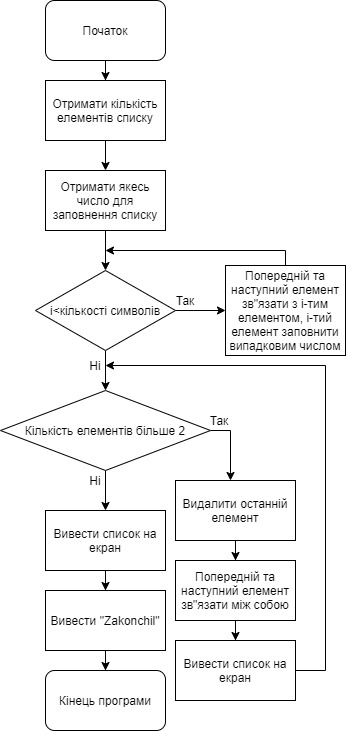 Початок
Отримати кількість
елементів списку
Отримати якесь
число для
заповнення списку
i<кількості символів
Так
Попередній та
наступний елемент
зв"язати з і-тим
елементом, і-тий
елемент заповнити
випадковим числом
Ні
Кількість елементів більше 2
Так
Ні
Видалити останній
елемент
Вивести список на
екран
Попередній та
наступний елемент
зв"язати між собою
Вивести "Zakonchil"
Вивести список на
екран
Кінець програми